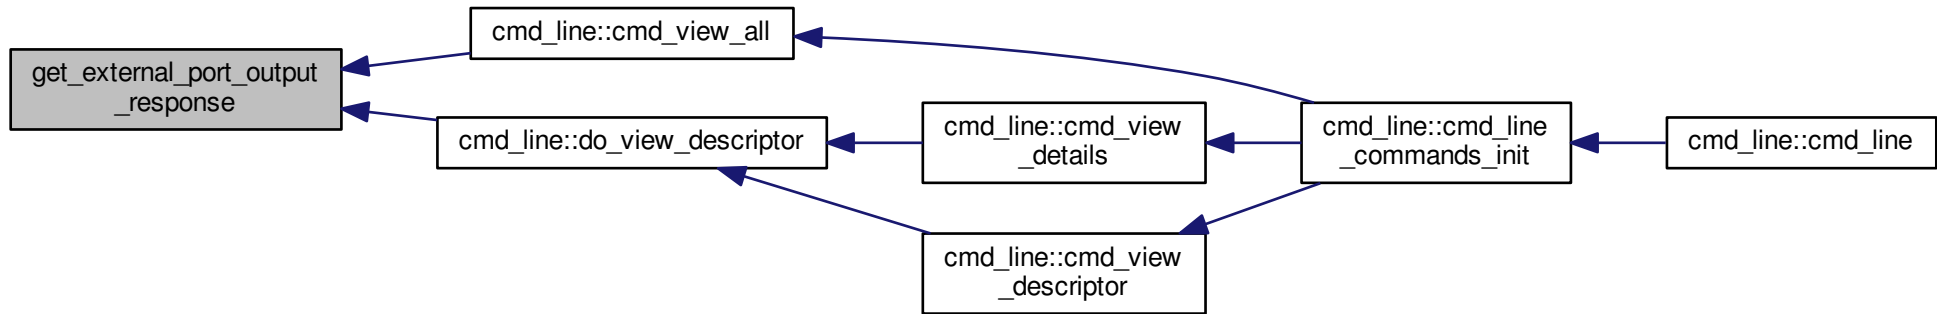 get_external_port_output
_response
cmd_line::cmd_view_all
cmd_line::do_view_descriptor
cmd_line::cmd_view
_details
cmd_line::cmd_view
_descriptor
cmd_line::cmd_line
_commands_init
cmd_line::cmd_line